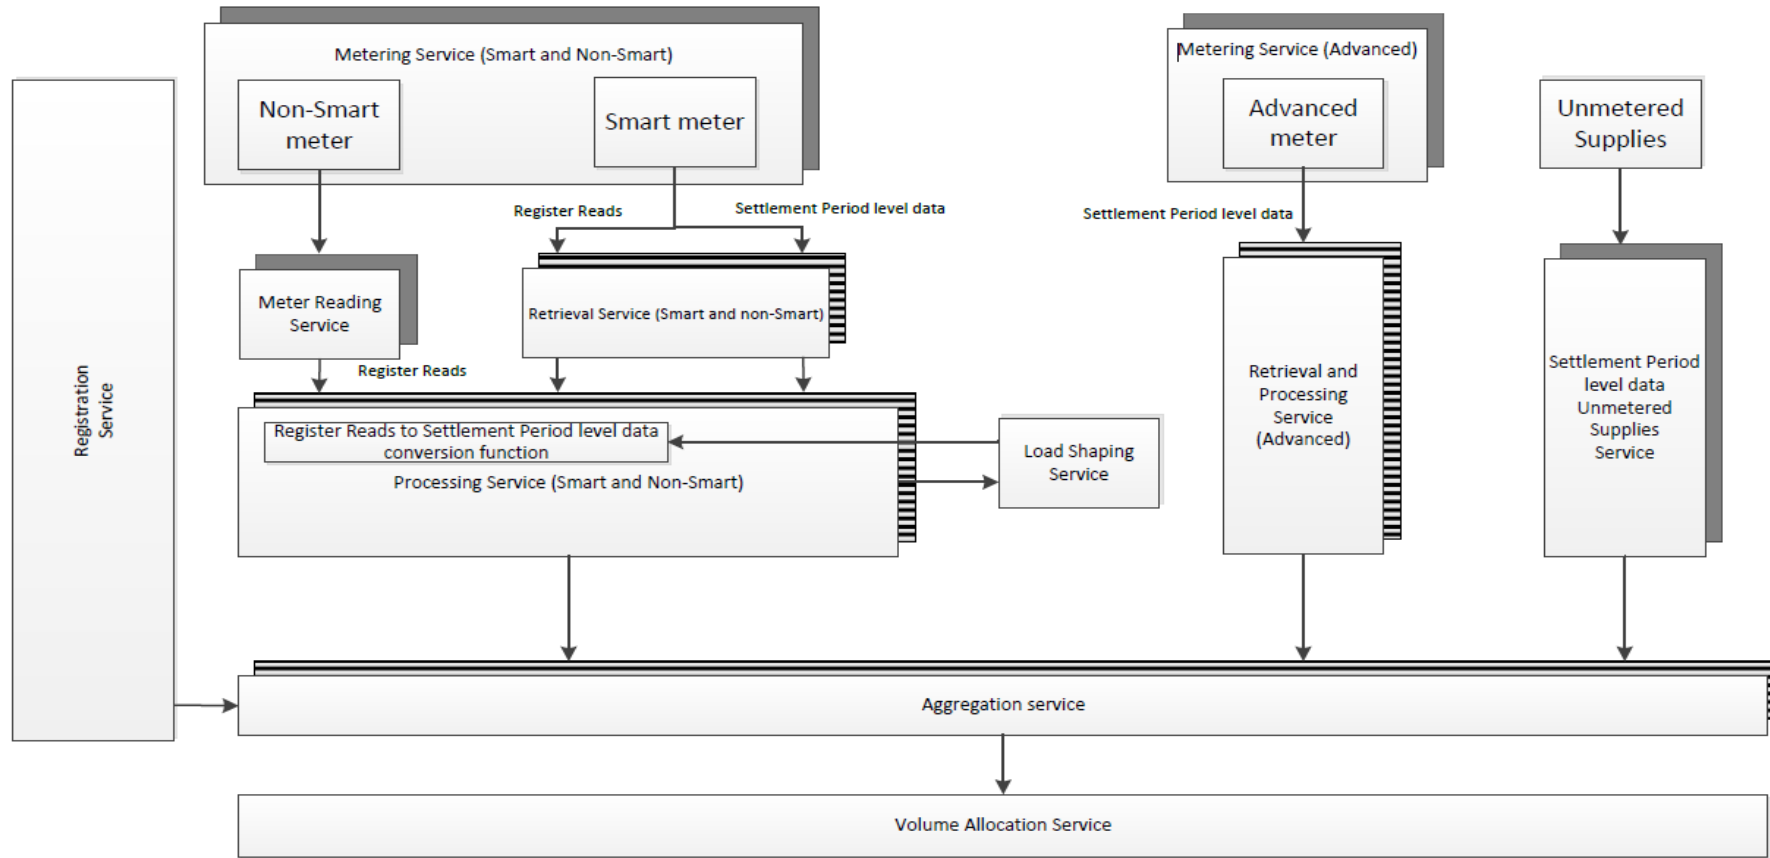 Metering Service (Smart and Non-Smart)
Metering Service (Advanced)
Non-Smart
meter
Smart meter
Advanced
meter
Unmetered
Supplies
Register Reads
Settlement Period level data
Settlement Period level data
Meter Reading
Service
Retrieval Service (Smart and non-Smart)
Register Reads
Registration
Service
Retrieval and
Processing
Service
(Advanced)
Settlement Period
level data
Unmetered
Supplies
Service
Register Reads to Settlement Period level data
conversion function
Processing Service (Smart and Non-Smart)
Load Shaping
Service
Aggregation service
Volume Allocation Service